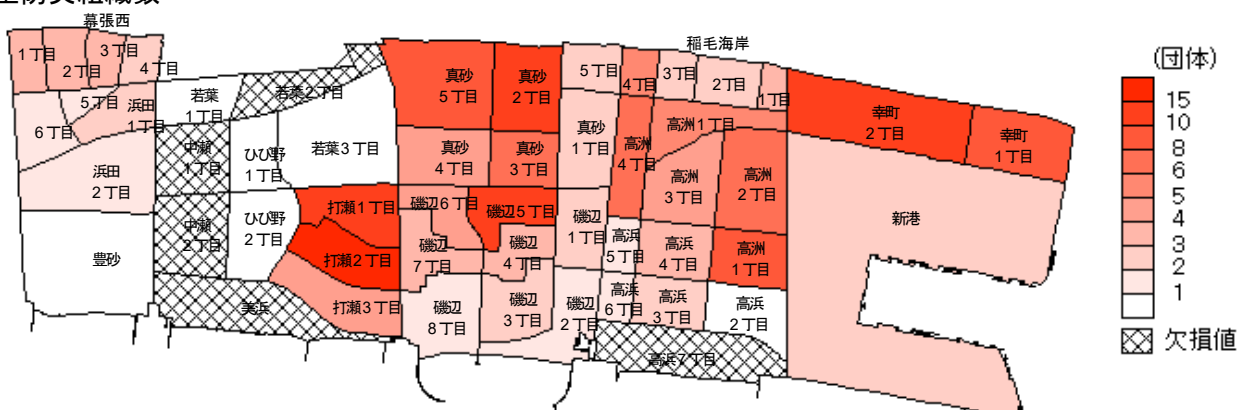 幕張西
1丁目
2丁目
3丁目
4丁目
5丁目
6丁目
浜田
1丁目
浜田
2丁目
豊砂
若葉
1丁目
若葉2丁目
若葉3丁目
中瀬
1丁目
中瀬
2丁目
ひび野
1丁目
ひび野
2丁目
美浜
打瀬1丁目
打瀬2丁目
打瀬3丁目
真砂
5丁目
真砂
2丁目
真砂
4丁目
真砂
3丁目
真砂
1丁目
磯辺6丁目
磯辺5丁目
磯辺
7丁目
磯辺
4丁目
磯辺
1丁目
磯辺
8丁目
磯辺
3丁目
磯辺
2丁目
稲毛海岸
5丁目
4丁目
3丁目
2丁目
1丁目
高洲1丁目
高洲
4丁目
高洲
3丁目
高洲
2丁目
高洲
1丁目
高浜
5丁目
高浜
4丁目
高浜
6丁目
高浜
3丁目
高浜
2丁目
高浜7丁目
幸町
2丁目
幸町
1丁目
新港
(団体)
15
10
8
6
5
4
3
2
1
欠損値